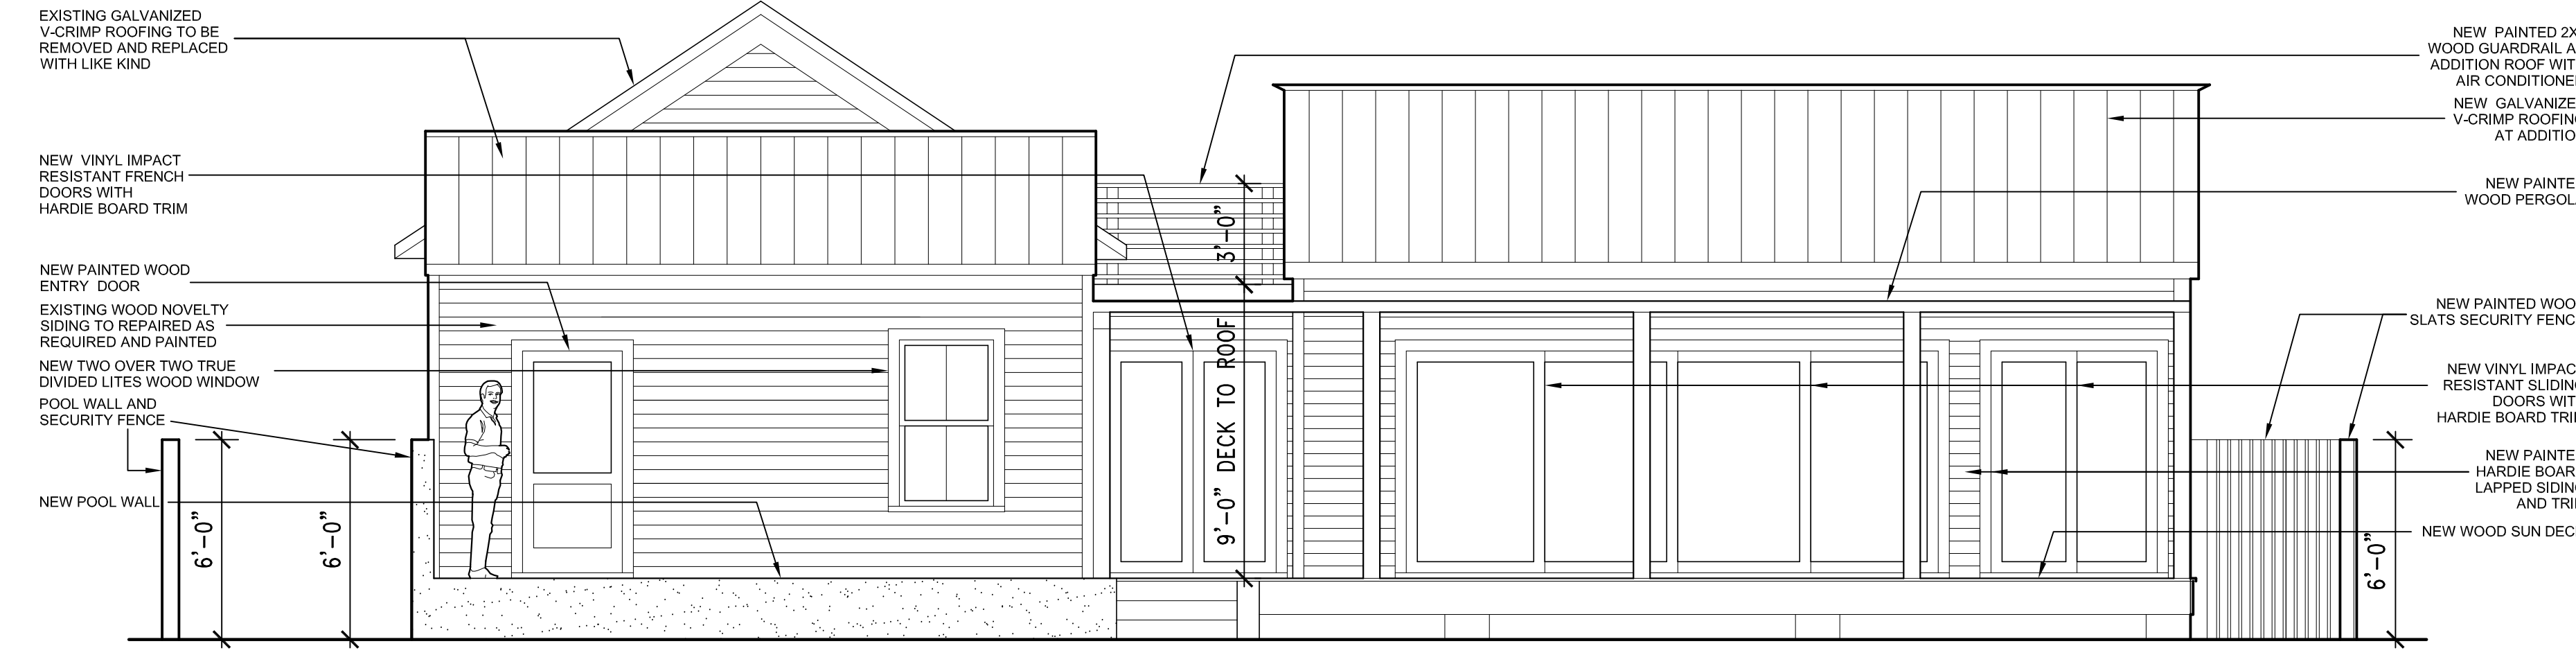 EXISTING GALVANIZED
V-CRIMP ROOFING TO BE
REMOVED AND REPLACED
WITH LIKE KIND
NEW VINYL IMPACT
RESISTANT FRENCH
DOORS WITH
HARDIE BOARD TRIM
NEW PAINTED WOOD
ENTRY DOOR
EXISTING WOOD NOVELTY
SIDING TO REPAIRED AS
REQUIRED AND PAINTED
NEW TWO OVER TWO TRUE
DIVIDED LITES WOOD WINDOW
POOL WALL AND
SECURITY FENCE
NEW POOL WALL
6'-0"
6'-0"
3'-0"
9'-0" DECK TO ROOF
NEW PAINTED 2X
WOOD GUARDRAIL A
ADDITION ROOF WIT
AIR CONDITIONE
NEW GALVANIZE
V-CRIMP ROOFING
AT ADDITIO
NEW PAINTE
WOOD PERGOL
NEW PAINTED WOO
SLATS SECURITY FENC
NEW VINYL IMPAC
RESISTANT SLIDING
DOORS WIT
HARDIE BOARD TRI
NEW PAINTE
HARDIE BOAR
LAPPED SIDING
AND TRI
NEW WOOD SUN DEC
6'-0"